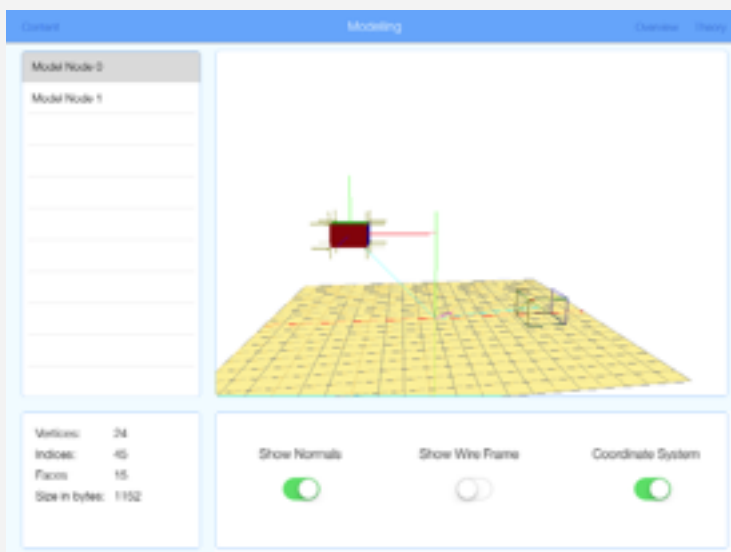 Content Modelling Overview Theory
Model Node 0
Model Node 1
Vertices: 24
Indices: 45
Faces 15
Size in bytes: 1152
Show Normals Show Wire Frame Coordinate System